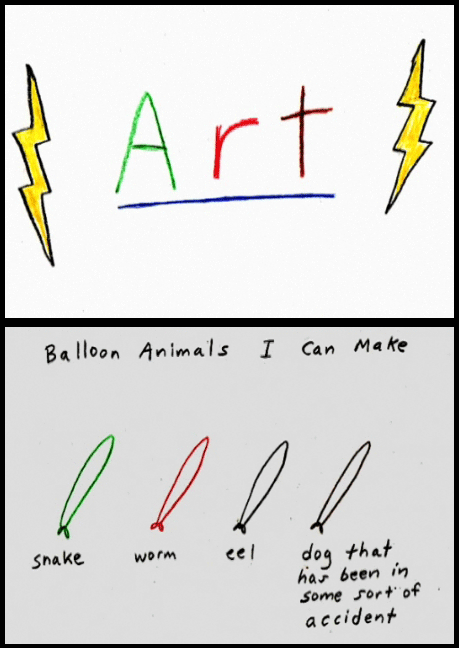 Art
Balloon Animals I Can Make
snake
worm
eel
dog that
has been in
some sort of
accident